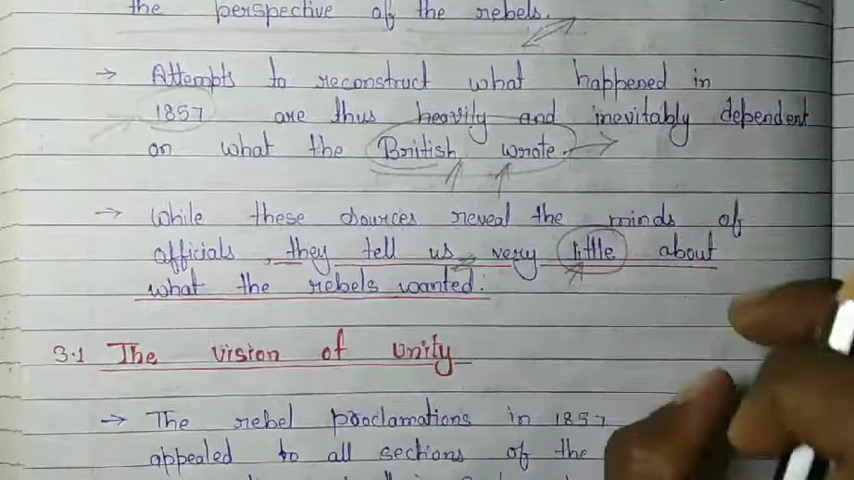 the perspective of the rebels.
→ Attempts to reconstruct what happened in
1857 are thus heavily and inevitably dependent
on what the British wrote.
→ While these sources reveal the minds of
officials, they tell us very little about
what the rebels wanted.
3.1 The vision of Unity
→ The rebel proclamations in 1857
appealed to all sections of the